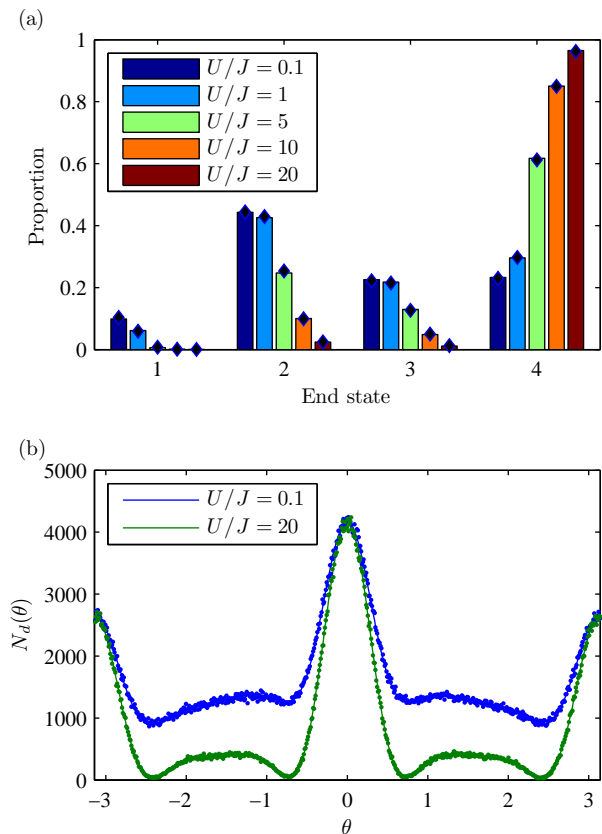 (a)
1
0.8
0.6
0.4
0.2
0
Proportion
U/J = 0.1
U/J = 1
U/J = 5
U/J = 10
U/J = 20
1 2 3 4
End state
(b)
5000
4000
3000
2000
1000
0
N_d(θ)
U/J = 0.1
U/J = 20
−3 −2 −1 0 1 2 3
θ